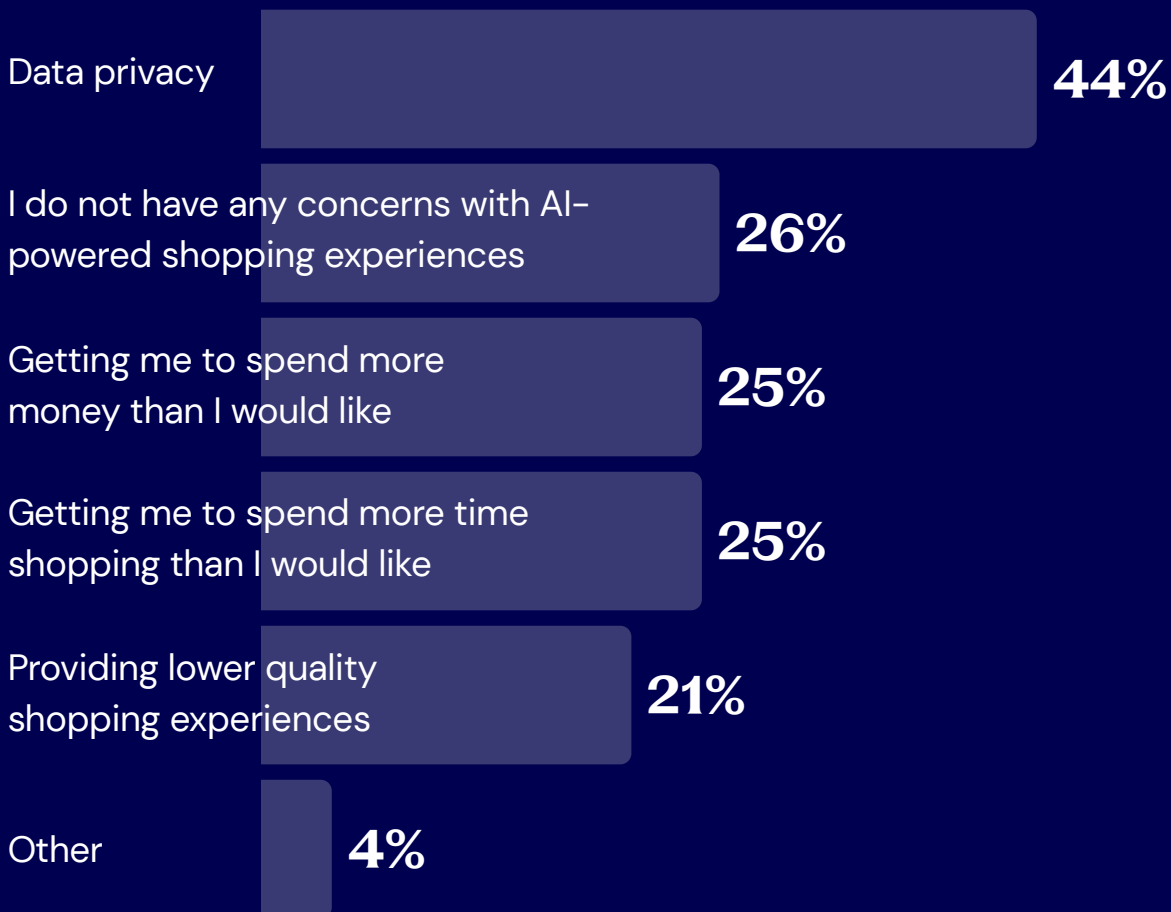 Data privacy
44%
I do not have any concerns with AI-
powered shopping experiences
26%
Getting me to spend more
money than I would like
25%
Getting me to spend more time
shopping than I would like
25%
Providing lower quality
shopping experiences
21%
Other
4%